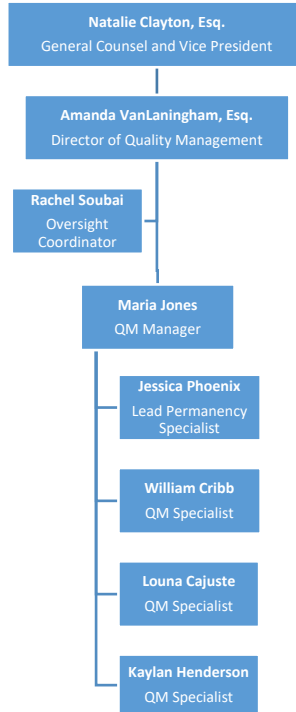 Natalie Clayton, Esq.
General Counsel and Vice President
Amanda VanLaningham, Esq.
Director of Quality Management
Rachel Soubai
Oversight
Coordinator
Maria Jones
QM Manager
Jessica Phoenix
Lead Permanency
Specialist
William Cribb
QM Specialist
Louna Cajuste
QM Specialist
Kaylan Henderson
QM Specialist